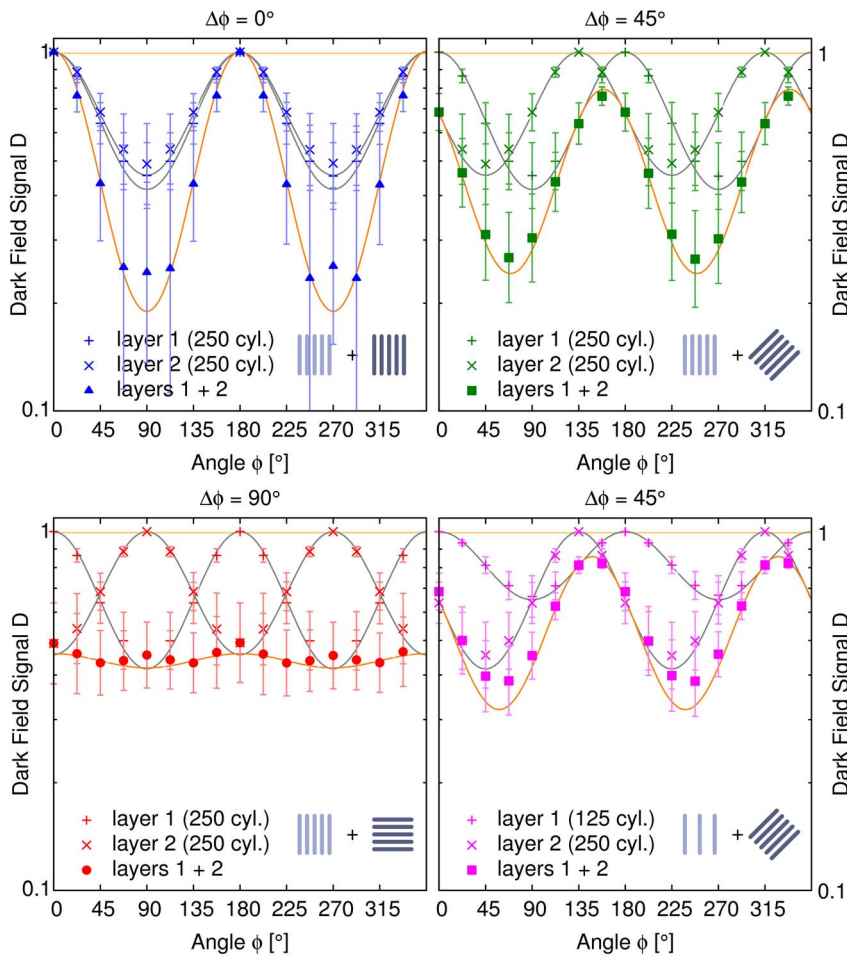 Δϕ = 0°
Dark Field Signal D
1
0.1
layer 1 (250 cyl.)
layer 2 (250 cyl.)
layers 1 + 2
+
0 45 90 135 180 225 270 315
Angle ϕ [°]
Δϕ = 45°
1
0.1
Dark Field Signal D
layer 1 (250 cyl.)
layer 2 (250 cyl.)
layers 1 + 2
+
0 45 90 135 180 225 270 315
Angle ϕ [°]
Δϕ = 90°
Dark Field Signal D
1
0.1
layer 1 (250 cyl.)
layer 2 (250 cyl.)
layers 1 + 2
+
0 45 90 135 180 225 270 315
Angle ϕ [°]
Δϕ = 45°
1
0.1
Dark Field Signal D
layer 1 (125 cyl.)
layer 2 (250 cyl.)
layers 1 + 2
+
0 45 90 135 180 225 270 315
Angle ϕ [°]